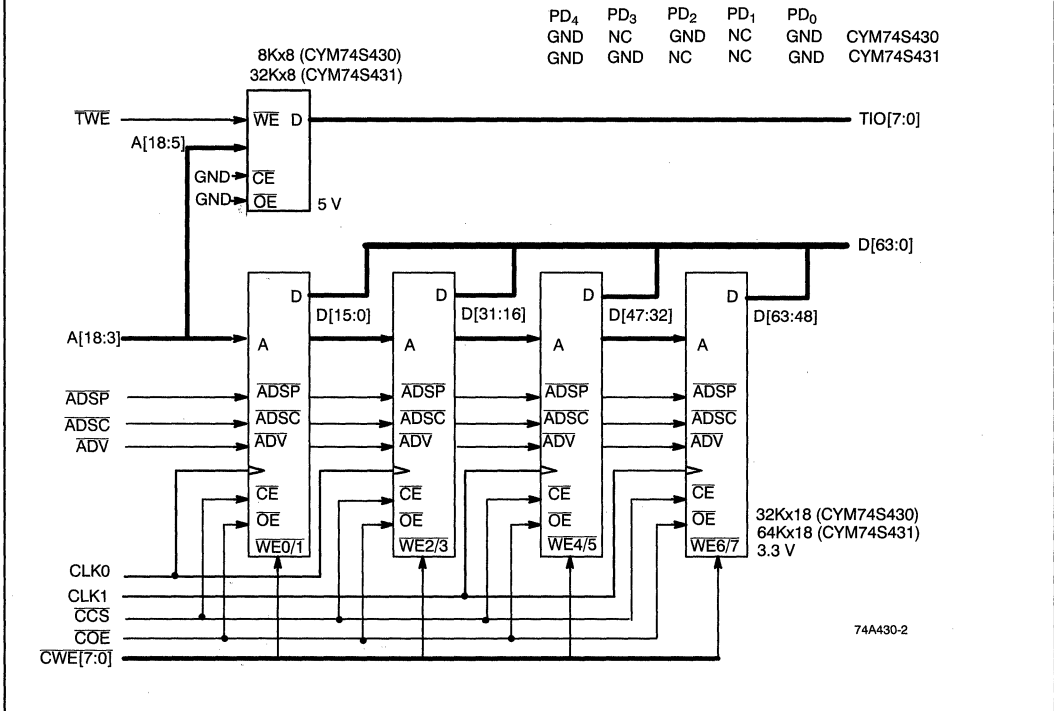 PD4 PD3 PD2 PD1 PD0
GND NC GND NC GND CYM74S430
GND GND NC NC GND CYM74S431
8Kx8 (CYM74S430)
32Kx8 (CYM74S431)
TWE WE D TIO[7:0]
A[18:5]
GND CE
GND OE 5 V
D[63:0]
D D D D
D[15:0] D[31:16] D[47:32] D[63:48]
A[18:3] A A A A
ADSP ADSP ADSP ADSP ADSP
ADSC ADSC ADSC ADSC ADSC
ADV ADV ADV ADV ADV
CE CE CE CE
OE OE OE OE
32Kx18 (CYM74S430)
64Kx18 (CYM74S431)
WE0/1 WE2/3 WE4/5 WE6/7 3.3 V
CLK0
CLK1
CCS
COE
74A430-2
CWE[7:0]